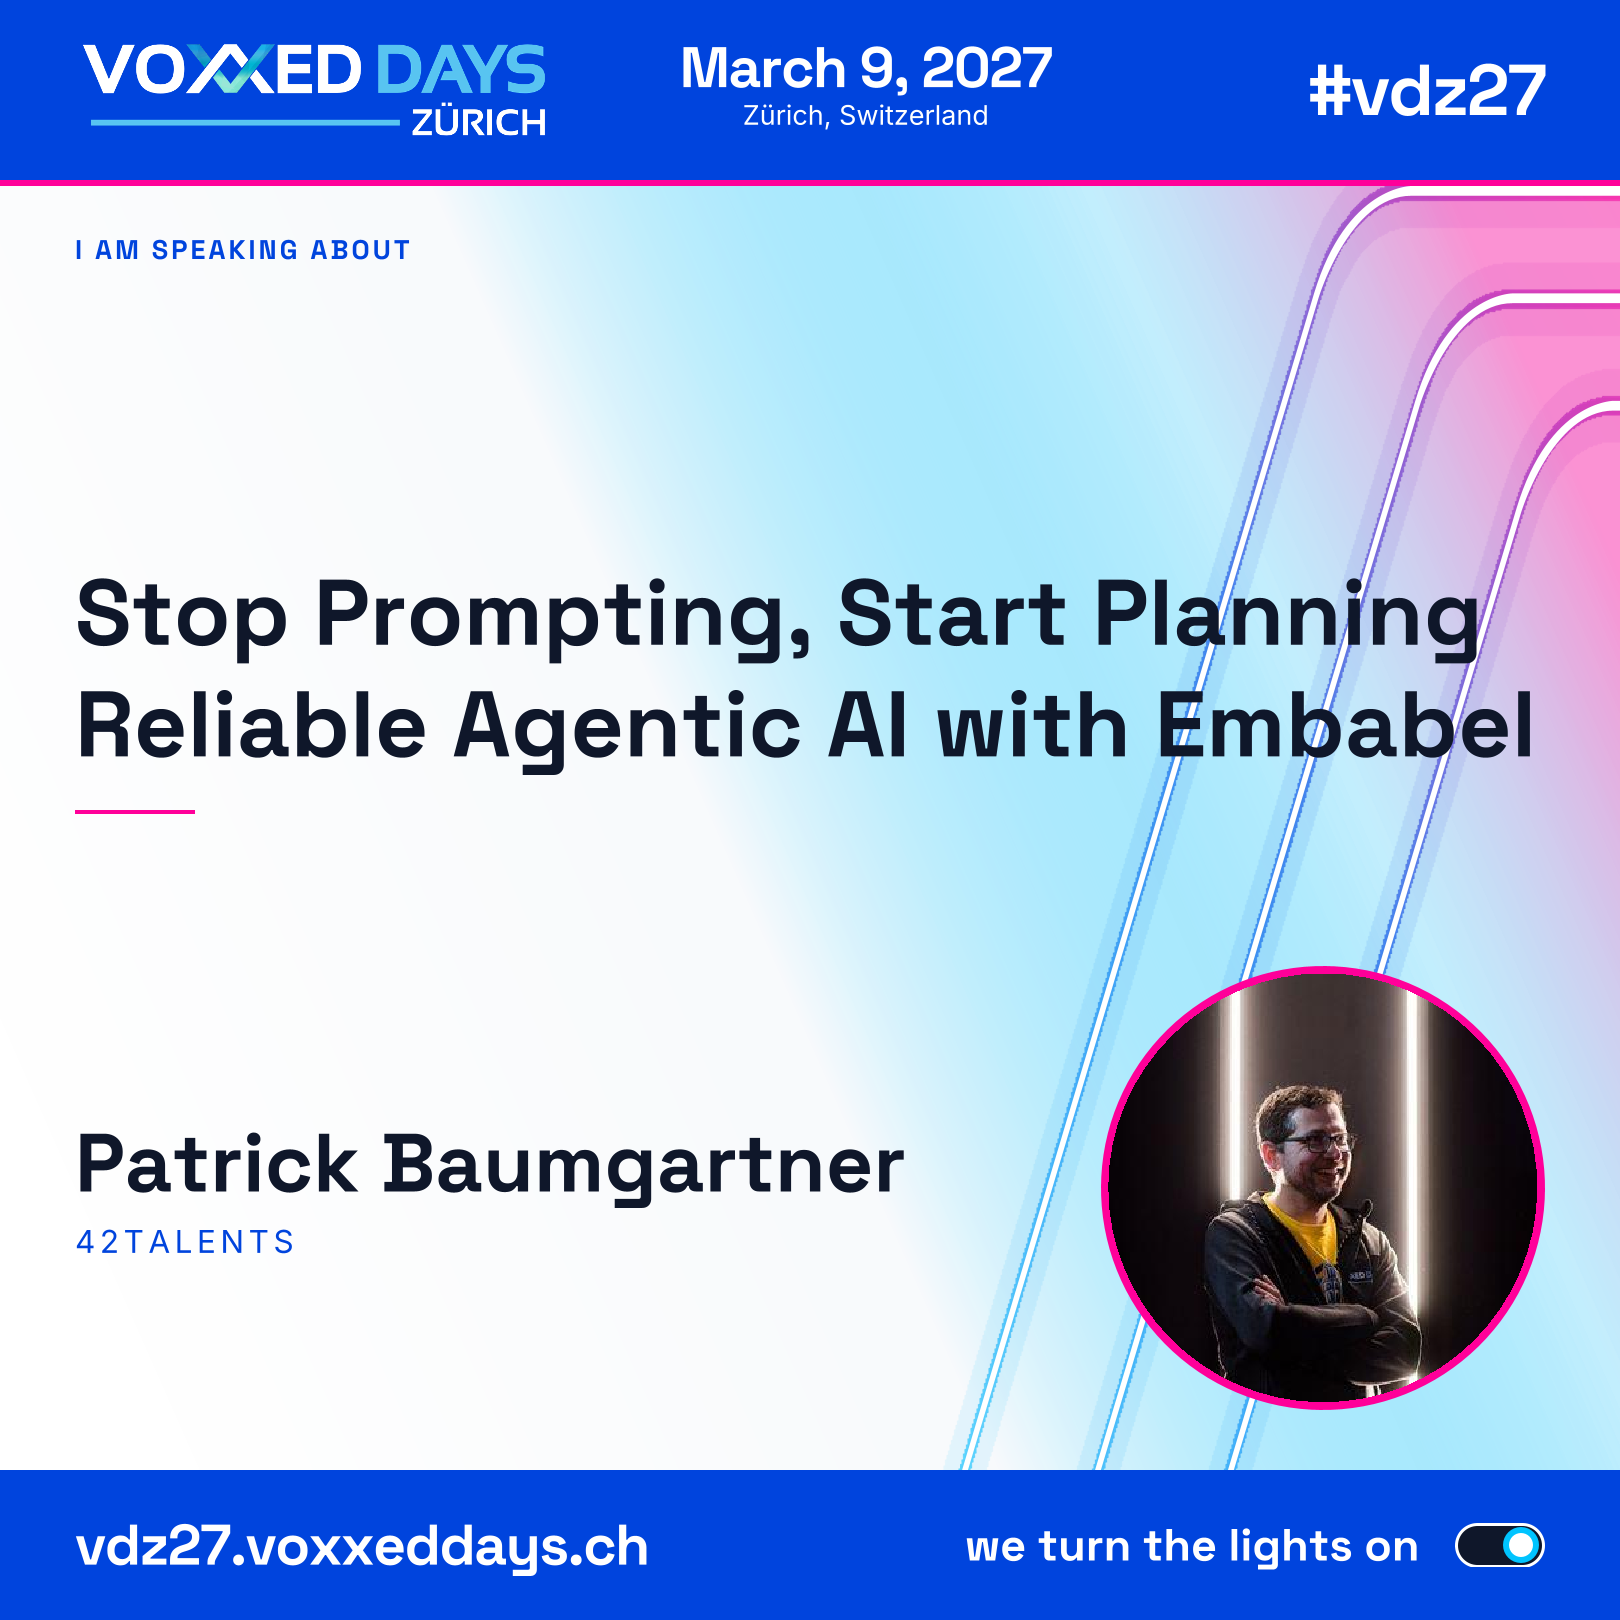 VOXXED DAYS
ZÜRICH
March 9, 2027
Zürich, Switzerland
#vdz27
I AM SPEAKING ABOUT
Stop Prompting, Start Planning
Reliable Agentic AI with Embabel
Patrick Baumgartner
42TALENTS
vdz27.voxxeddays.ch
we turn the lights on